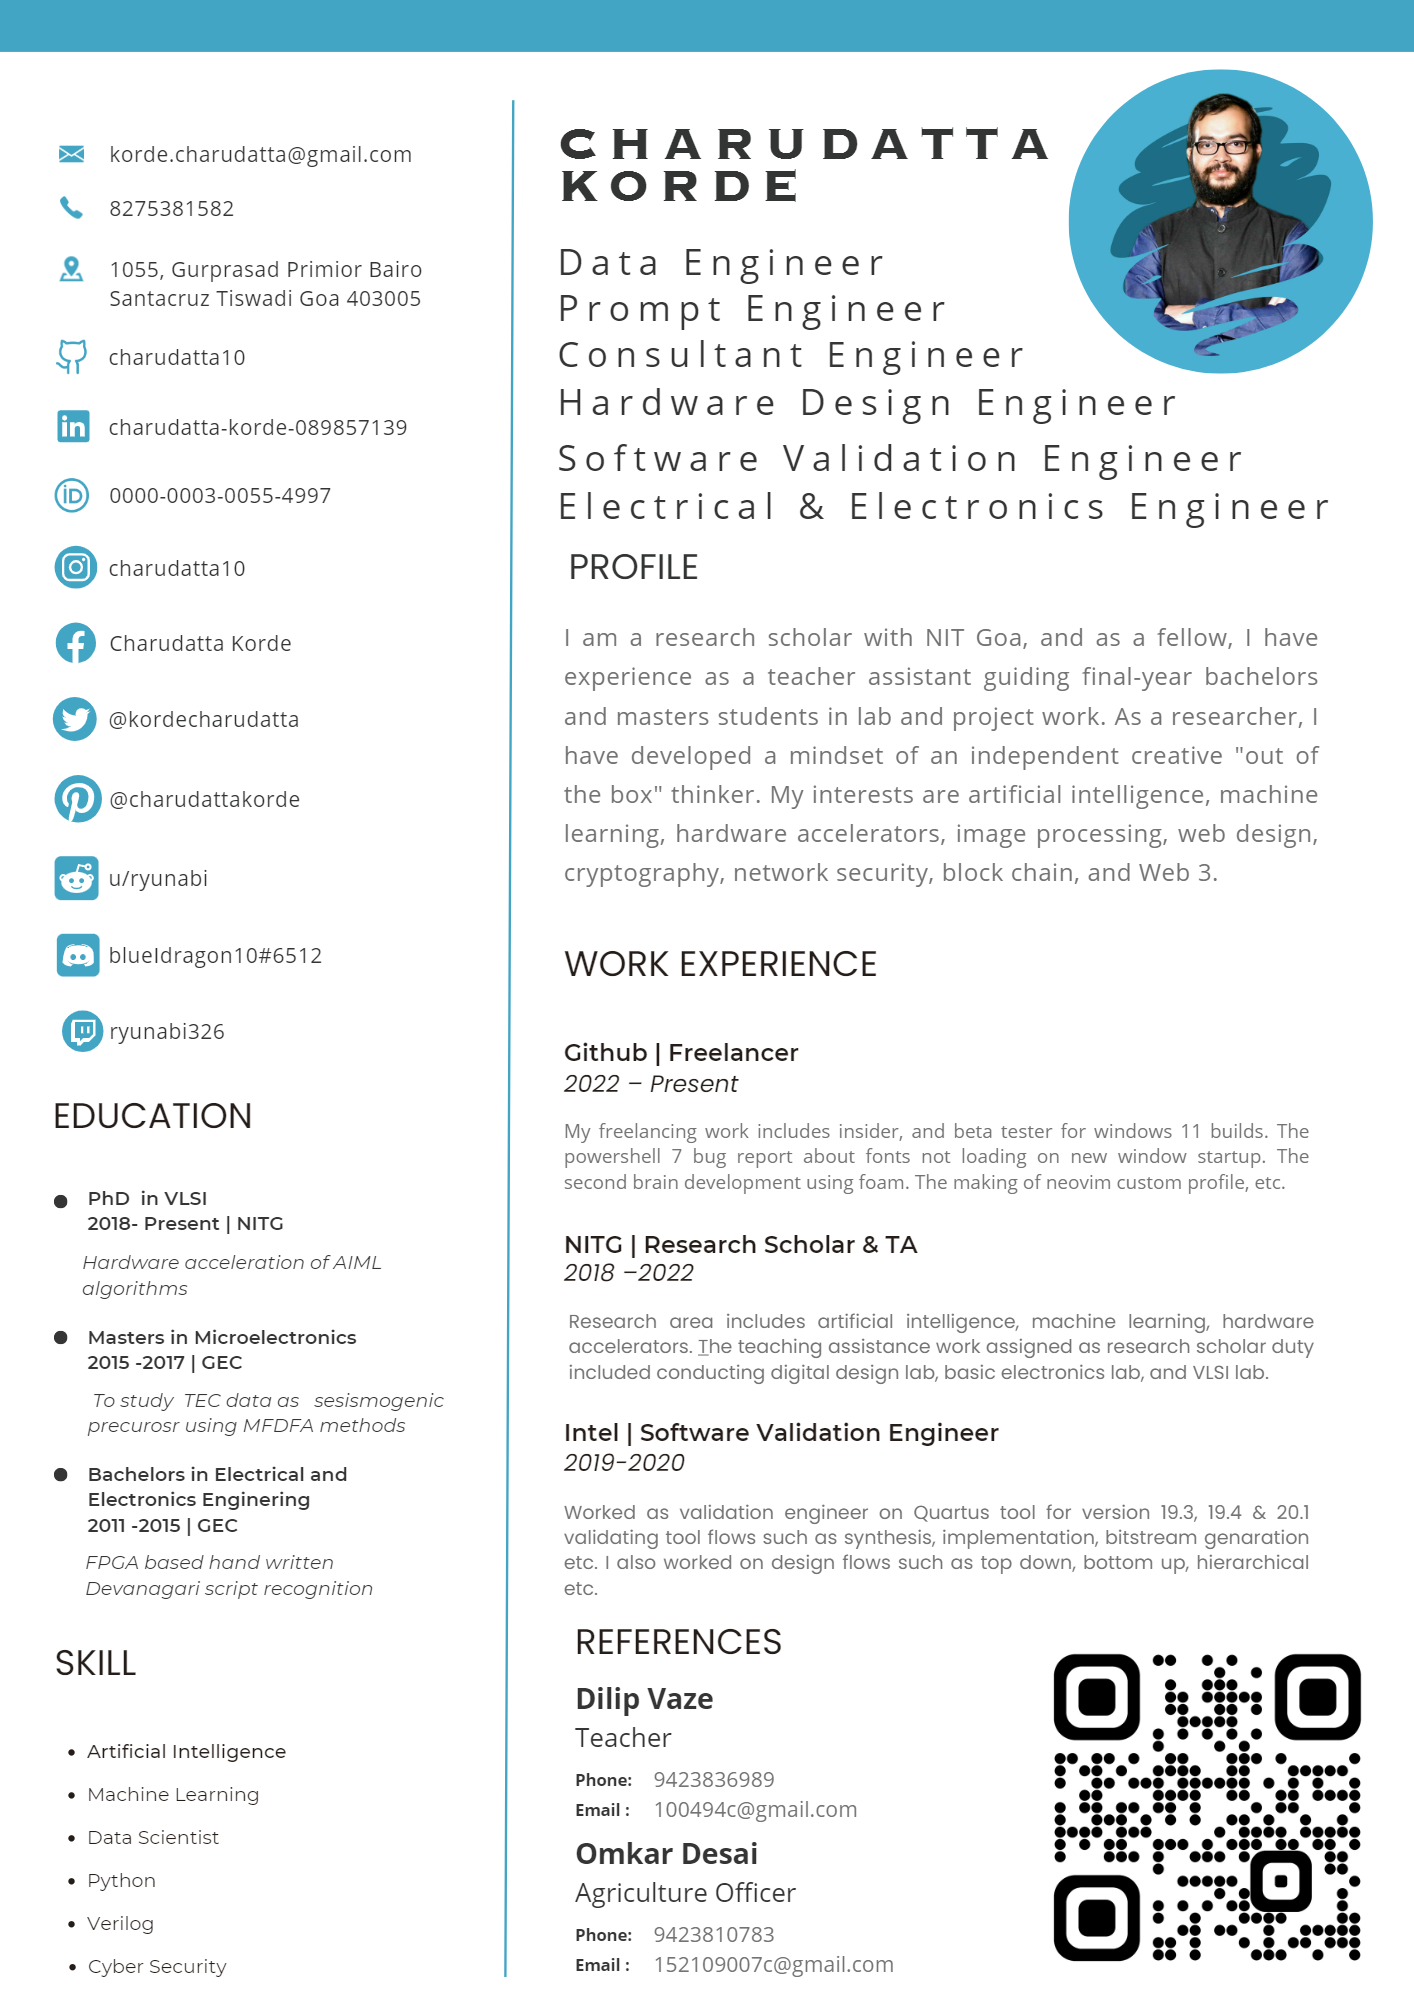 korde.charudatta@gmail.com
8275381582
1055, Gurprasad Primior Bairo
Santacruz Tiswadi Goa 403005
charudatta10
charudatta-korde-089857139
0000-0003-0055-4997
charudatta10
Charudatta Korde
@kordecharudatta
@charudattakorde
u/ryunabi
blueIdragon10#6512
ryunabi326
EDUCATION
PhD in VLSI
2018- Present | NITG
Hardware acceleration of AIML
algorithms
Masters in Microelectronics
2015 -2017 | GEC
To study TEC data as sesismogenic
precurosr using MFDFA methods
Bachelors in Electrical and
Electronics Enginering
2011 -2015 | GEC
FPGA based hand written
Devanagari script recognition
SKILL
• Artificial Intelligence
• Machine Learning
• Data Scientist
• Python
• Verilog
• Cyber Security
CHARUDATTA
KORDE
Data Engineer
Prompt Engineer
Consultant Engineer
Hardware Design Engineer
Software Validation Engineer
Electrical & Electronics Engineer
PROFILE
I am a research scholar with NIT Goa, and as a fellow, I have
experience as a teacher assistant guiding final-year bachelors
and masters students in lab and project work. As a researcher, I
have developed a mindset of an independent creative "out of
the box" thinker. My interests are artificial intelligence, machine
learning, hardware accelerators, image processing, web design,
cryptography, network security, block chain, and Web 3.
WORK EXPERIENCE
Github | Freelancer
2022 – Present
My freelancing work includes insider, and beta tester for windows 11 builds. The
powershell 7 bug report about fonts not loading on new window startup. The
second brain development using foam. The making of neovim custom profile, etc.
NITG | Research Scholar & TA
2018 –2022
Research area includes artificial intelligence, machine learning, hardware
accelerators. The teaching assistance work assigned as research scholar duty
included conducting digital design lab, basic electronics lab, and VLSI lab.
Intel | Software Validation Engineer
2019-2020
Worked as validation engineer on Quartus tool for version 19.3, 19.4 & 20.1
validating tool flows such as synthesis, implementation, bitstream genaration
etc. I also worked on design flows such as top down, bottom up, hierarchical
etc.
REFERENCES
Dilip Vaze
Teacher
Phone: 9423836989
Email : 100494c@gmail.com
Omkar Desai
Agriculture Officer
Phone: 9423810783
Email : 152109007c@gmail.com